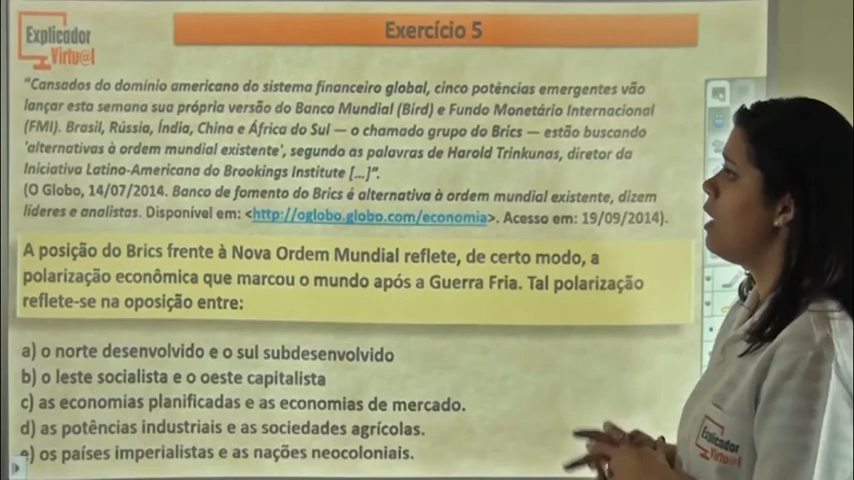 Explicador
Virtu@l
Exercício 5
“Cansados do domínio americano do sistema financeiro global, cinco potências emergentes vão
lançar esta semana sua própria versão do Banco Mundial (Bird) e Fundo Monetário Internacional
(FMI). Brasil, Rússia, Índia, China e África do Sul — o chamado grupo do Brics — estão buscando
'alternativas à ordem mundial existente', segundo as palavras de Harold Trinkunas, diretor da
Iniciativa Latino-Americana do Brookings Institute [...]”.
(O Globo, 14/07/2014. Banco de fomento do Brics é alternativa à ordem mundial existente, dizem
líderes e analistas. Disponível em: <http://oglobo.globo.com/economia>. Acesso em: 19/09/2014).
A posição do Brics frente à Nova Ordem Mundial reflete, de certo modo, a
polarização econômica que marcou o mundo após a Guerra Fria. Tal polarização
reflete-se na oposição entre:
a) o norte desenvolvido e o sul subdesenvolvido
b) o leste socialista e o oeste capitalista
c) as economias planificadas e as economias de mercado.
d) as potências industriais e as sociedades agrícolas.
e) os países imperialistas e as nações neocoloniais.
Explicador
Virtu@l